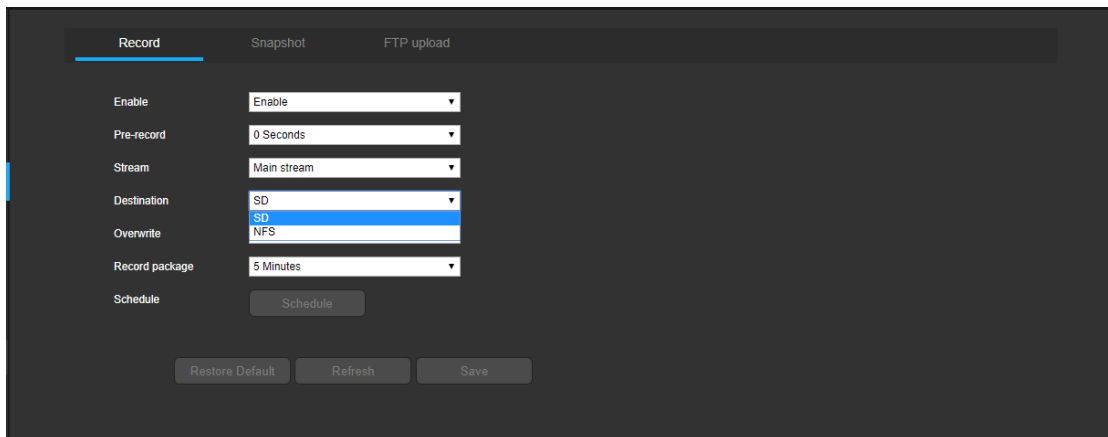 Record Snapshot FTP upload
Enable Enable
Pre-record 0 Seconds
Stream Main stream
Destination SD
SD
NFS
Overwrite
Record package 5 Minutes
Schedule Schedule
Restore Default Refresh Save